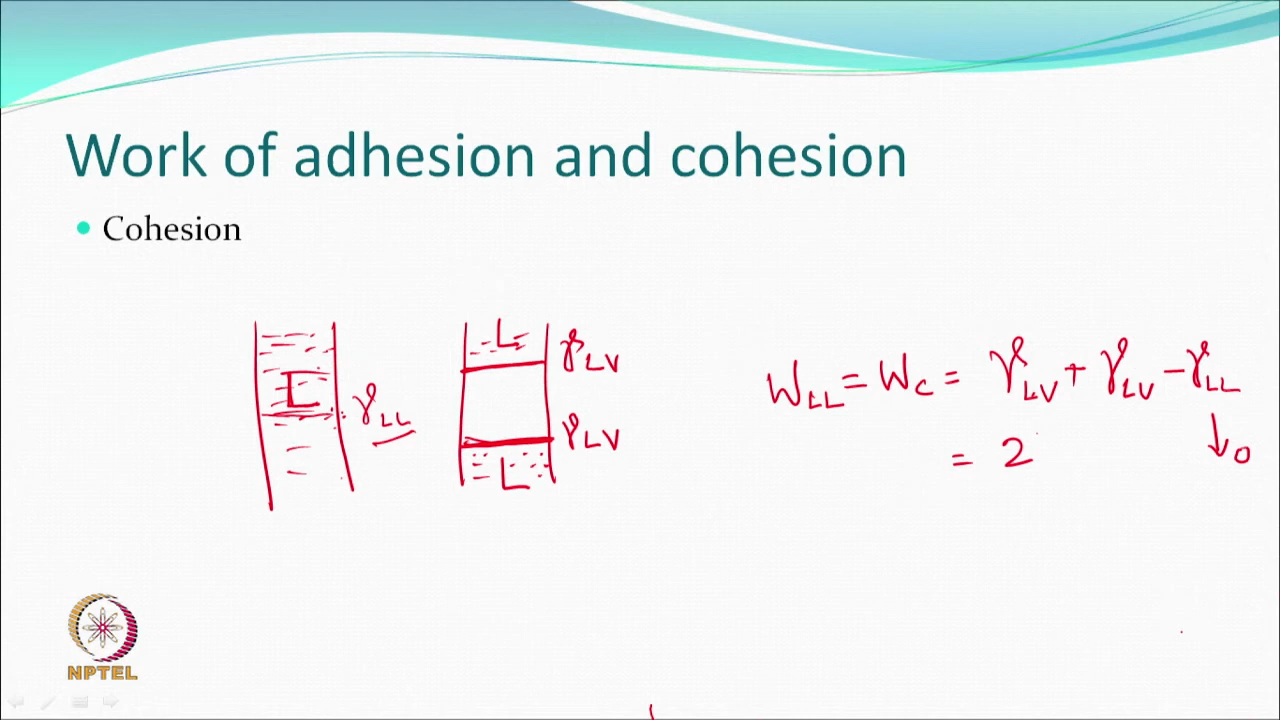 Work of adhesion and cohesion
Cohesion
L
γLL
L
γLV
γLV
L
WLL = WC = γLV + γLV − γLL
↓ 0
= 2
NPTEL